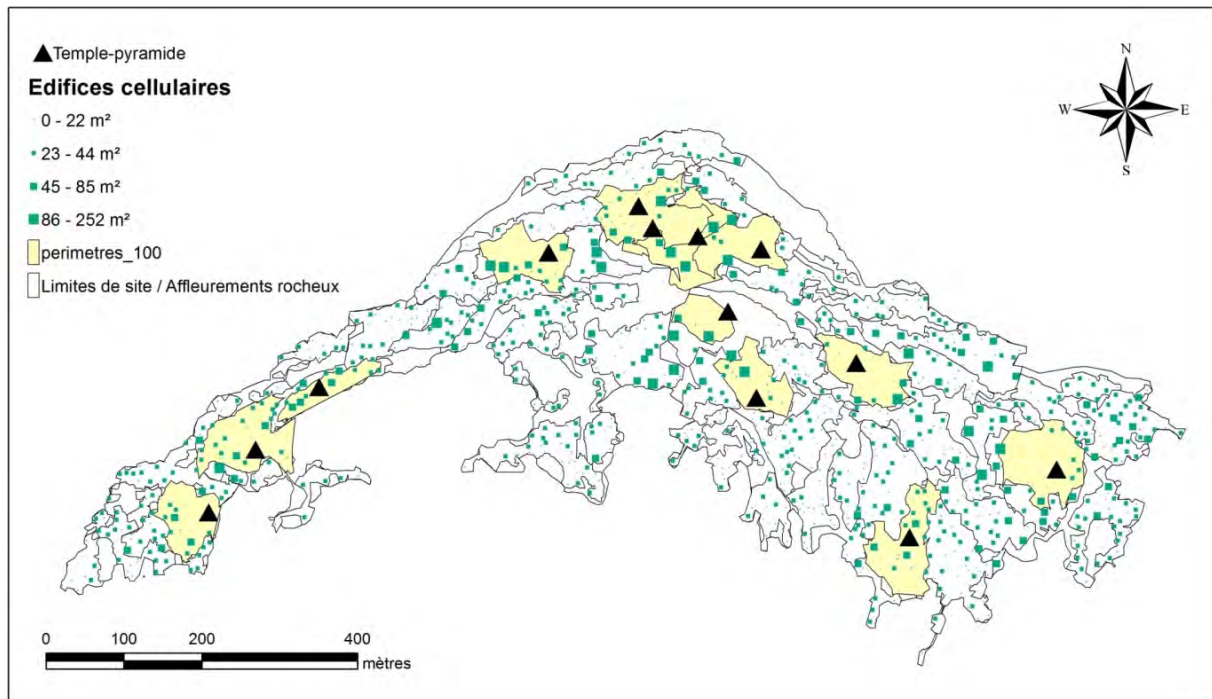 Temple-pyramide
Edifices cellulaires
0 - 22 m²
23 - 44 m²
45 - 85 m²
86 - 252 m²
perimetres_100
Limites de site / Affleurements rocheux
N
W E
S
0 100 200 400
mètres